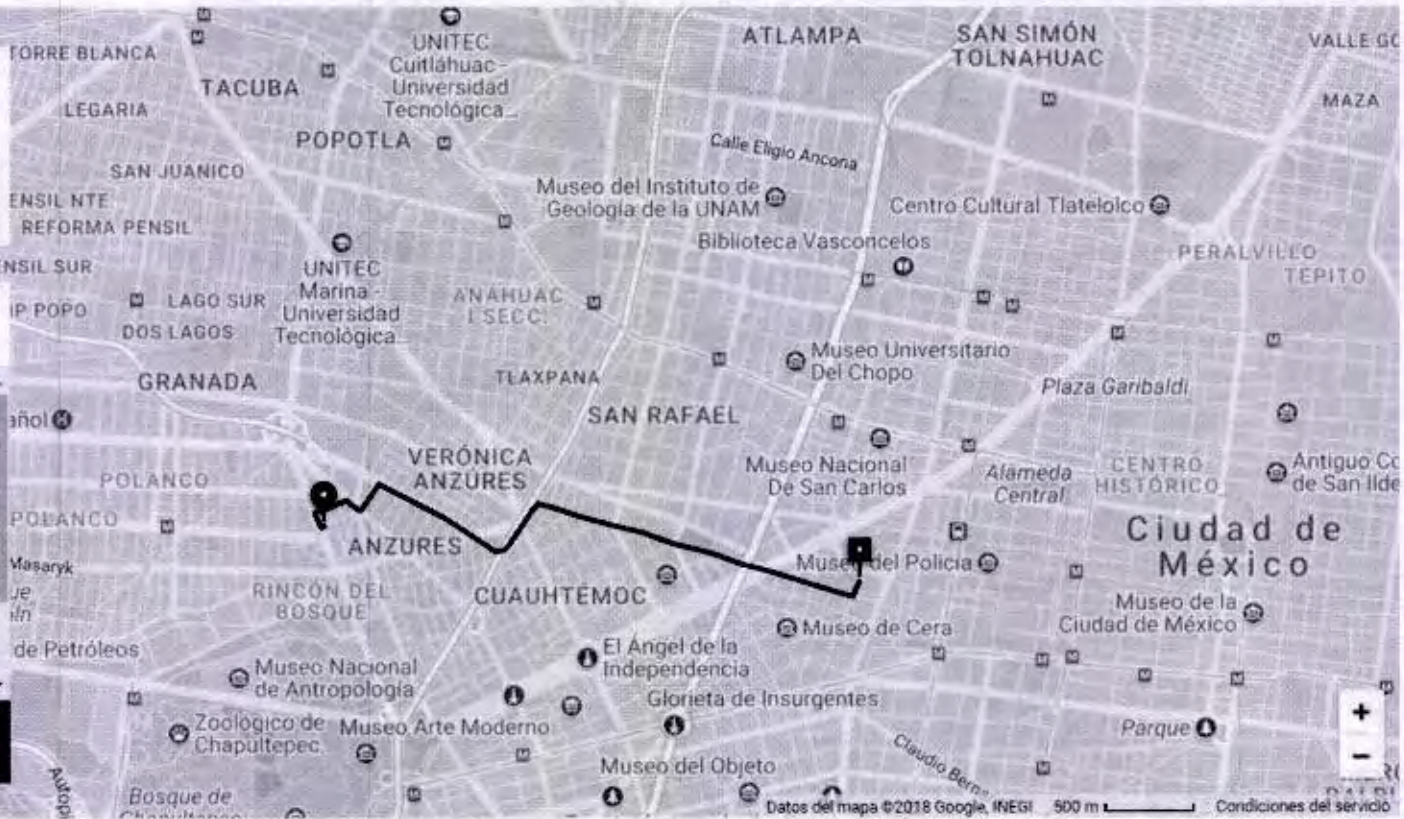 TORRE BLANCA
TACUBA
LEGARIA
POPOTLA
SAN JUANICO
ENSIL NTE
REFORMA PENSIL
ENSIL SUR
IP POPO
LAGO SUR
DOS LAGOS
UNITEC
Cuitláhuac -
Universidad
Tecnológica...
UNITEC
Marina -
Universidad
Tecnológica...
ANÁHUAC
I SECC.
GRANADA
TLAXPANA
ATLAMPA
SAN SIMÓN
TOLNAHUAC
VALLE GO
MAZA
Calle Eligio Ancona
Museo del Instituto de
Geología de la UNAM
Centro Cultural Tlatelolco
Biblioteca Vasconcelos
PERALVILLO
TEPITO
Museo Universitario
Del Chopo
Plaza Garibaldi
SAN RAFAEL
añol
POLANCO
POLANCO
Masaryk
VERÓNICA
ANZURES
ANZURES
RINCÓN DEL
BOSQUE
CUAUHTÉMOC
Museo Nacional
De San Carlos
Alameda
Central
CENTRO
HISTÓRICO
Antiguo Co
de San Ilde
Ciudad de
México
Museo del Policia
Museo de la
Ciudad de México
Museo de Cera
de Petróleos
Museo Nacional
de Antropología
El Ángel de la
Independencia
Glorieta de Insurgentes
Zoológico de
Chapultepec
Museo Arte Moderno
Parque
Museo del Objeto
Autop
Bosque de
Chapultepec
+
−
Datos del mapa ©2018 Google, INEGI 500 m Condiciones del servicio